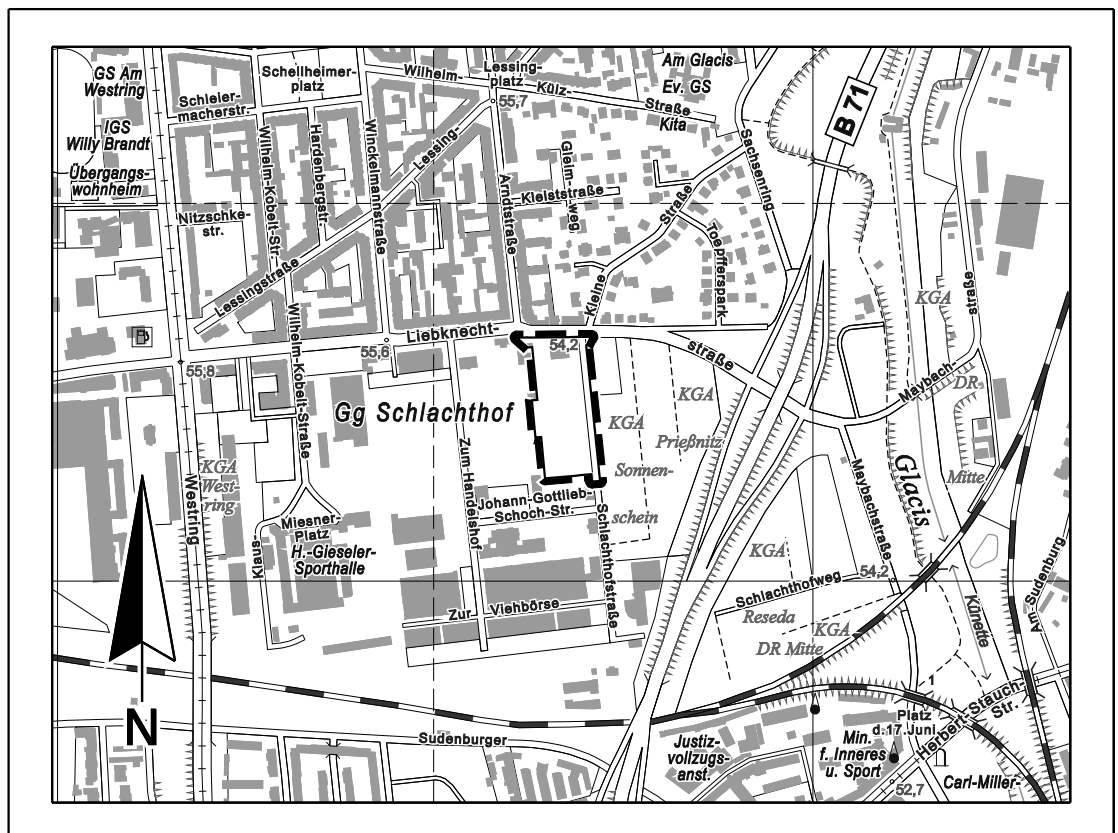 GS Am
Westring
IGS
Willy Brandt
Übergangs-
wohnheim
Schellheimer-
platz
Schleier-
macherstr.
Wilhelm-
Lessing-
platz
Külz-
Straße
55,7
Am Glacis
Ev. GS
Kita
B 71
Sachsenring
Wilhelm-Kobelt-Str.
Hardenbergstr.
Winckelmannstraße
Lessing-
Arndtstraße
Gleim-
weg
Kleiststraße
Straße
Kleine
Toepfferspark
Nitzschke-
str.
Lessingstraße
Wilhelm-Kobelt-Straße
KGA
straße
Liebknecht-
straße
55,6
54,2
55,8
Maybach-
DR
Gg Schlachthof
KGA
KGA
Prießnitz
Sonnen-
schein
KGA
West-
ring
Westring
Zum Handelshof
Johann-Gottlieb-
Schoch-Str.
Schlachthofstraße
Miesner-
Platz
Klaus-
H.-Gieseler-
Sporthalle
Maybachstraße
Glacis
Mitte
KGA
Schlachthofweg
54,2
Reseda
KGA
DR Mitte
Künette
Am Sudenburg
Zur Viehbörse
N
Sudenburger
Justiz-
vollzugs-
anst.
Platz
d.17.Juni
1
Min.
f. Inneres
u. Sport
Herbert-Stauch-
Str.
Carl-Miller-
52,7